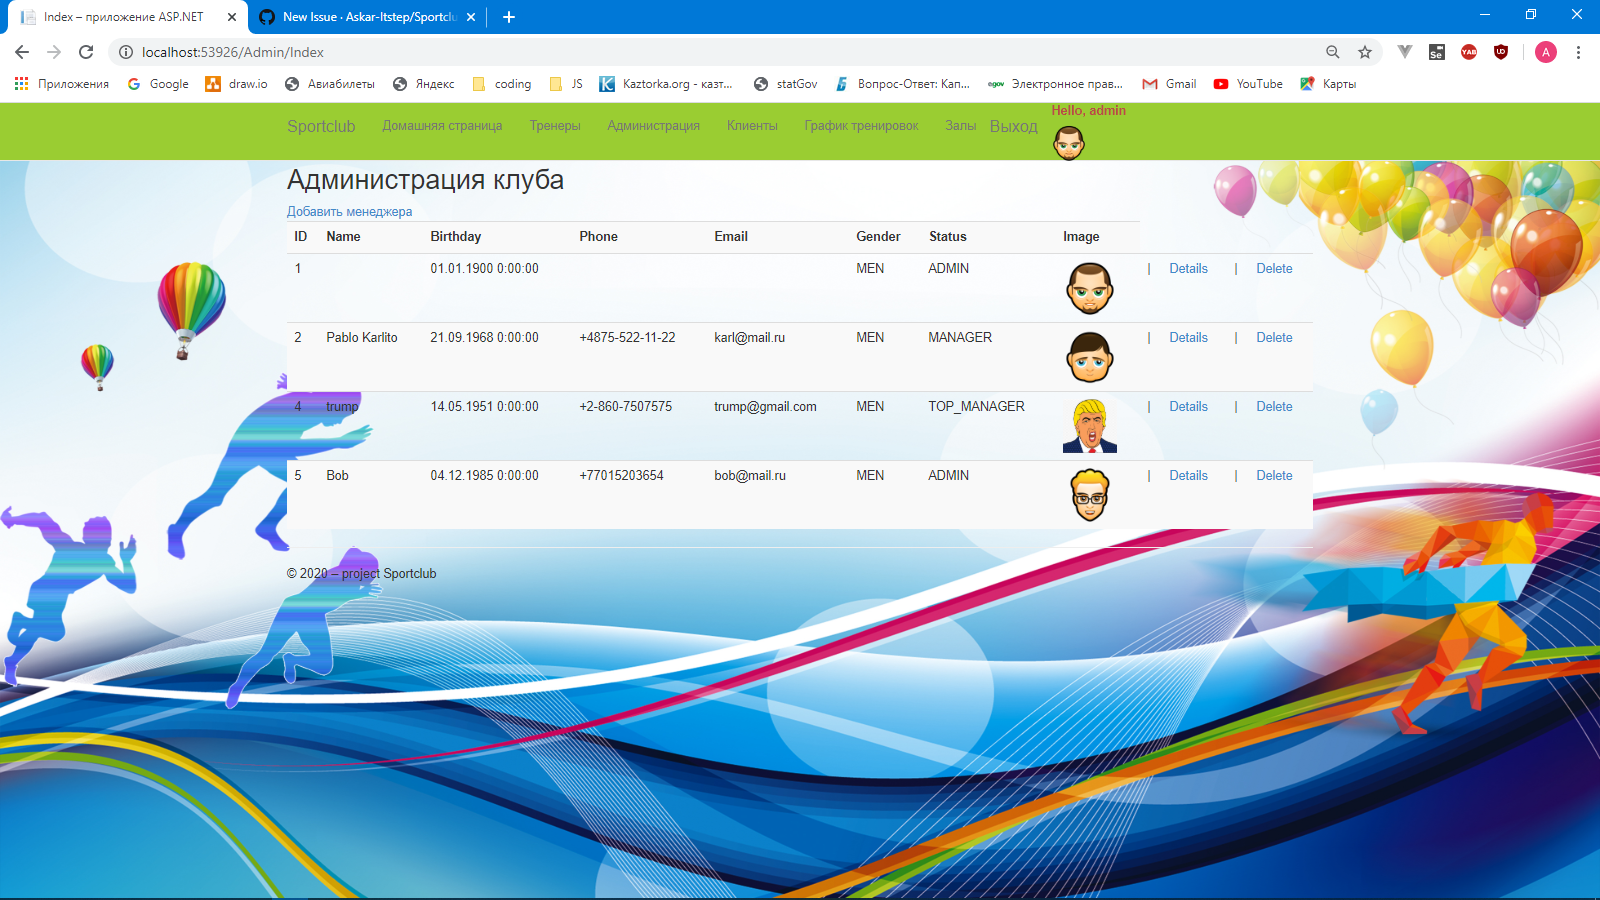 Index – приложение ASP.NET
New Issue · Askar-Itstep/Sportclu
localhost:53926/Admin/Index
Приложения Google draw.io Авиабилеты Яндекс coding JS Kaztorka.org - казт... statGov Вопрос-Ответ: Кап... Электронное прав... Gmail YouTube Карты
Hello, admin
Sportclub Домашняя страница Тренеры Администрация Клиенты График тренировок Залы Выход
Администрация клуба
Добавить менеджера
ID Name Birthday Phone Email Gender Status Image
1 01.01.1900 0:00:00 MEN ADMIN | Details | Delete
2 Pablo Karlito 21.09.1968 0:00:00 +4875-522-11-22 karl@mail.ru MEN MANAGER | Details | Delete
4 trump 14.05.1951 0:00:00 +2-860-7507575 trump@gmail.com MEN TOP_MANAGER | Details | Delete
5 Bob 04.12.1985 0:00:00 +77015203654 bob@mail.ru MEN ADMIN | Details | Delete
© 2020 – project Sportclub